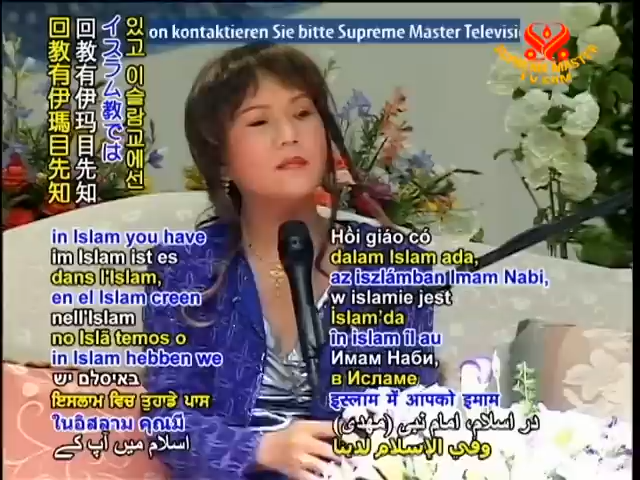 on kontaktieren Sie bitte Supreme Master Televisi
SUPREME MASTER
TV.COM
있고 이슬람교에선
イスラム教では
回教有伊玛目先知
回教有伊瑪目先知
in Islam you have
im Islam ist es
dans l'Islam,
en el Islam creen
nell'Islam
no Islã temos o
in Islam hebben we
באיסלם יש
ਇਸਲਾਮ ਵਿਚ ਤੁਹਾਡੇ ਪਾਸ
ในอิสลาม คุณมี
اسلام میں آپ کے
Hồi giáo có
dalam Islam ada,
az iszlámban Imam Nabi,
w islamie jest
İslam'da
în islam îl au
Имам Наби,
в Исламе
इस्लाम में आपको इमाम
در اسلام، امام نبی (مهدی)
وفي الإسلام لدينا